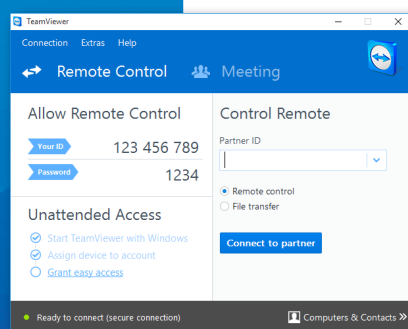 TeamViewer
Connection Extras Help
Remote Control Meeting
Allow Remote Control
Your ID 123 456 789
Password 1234
Unattended Access
Start TeamViewer with Windows
Assign device to account
Grant easy access
Control Remote
Partner ID
Remote control
File transfer
Connect to partner
Ready to connect (secure connection)
Computers & Contacts